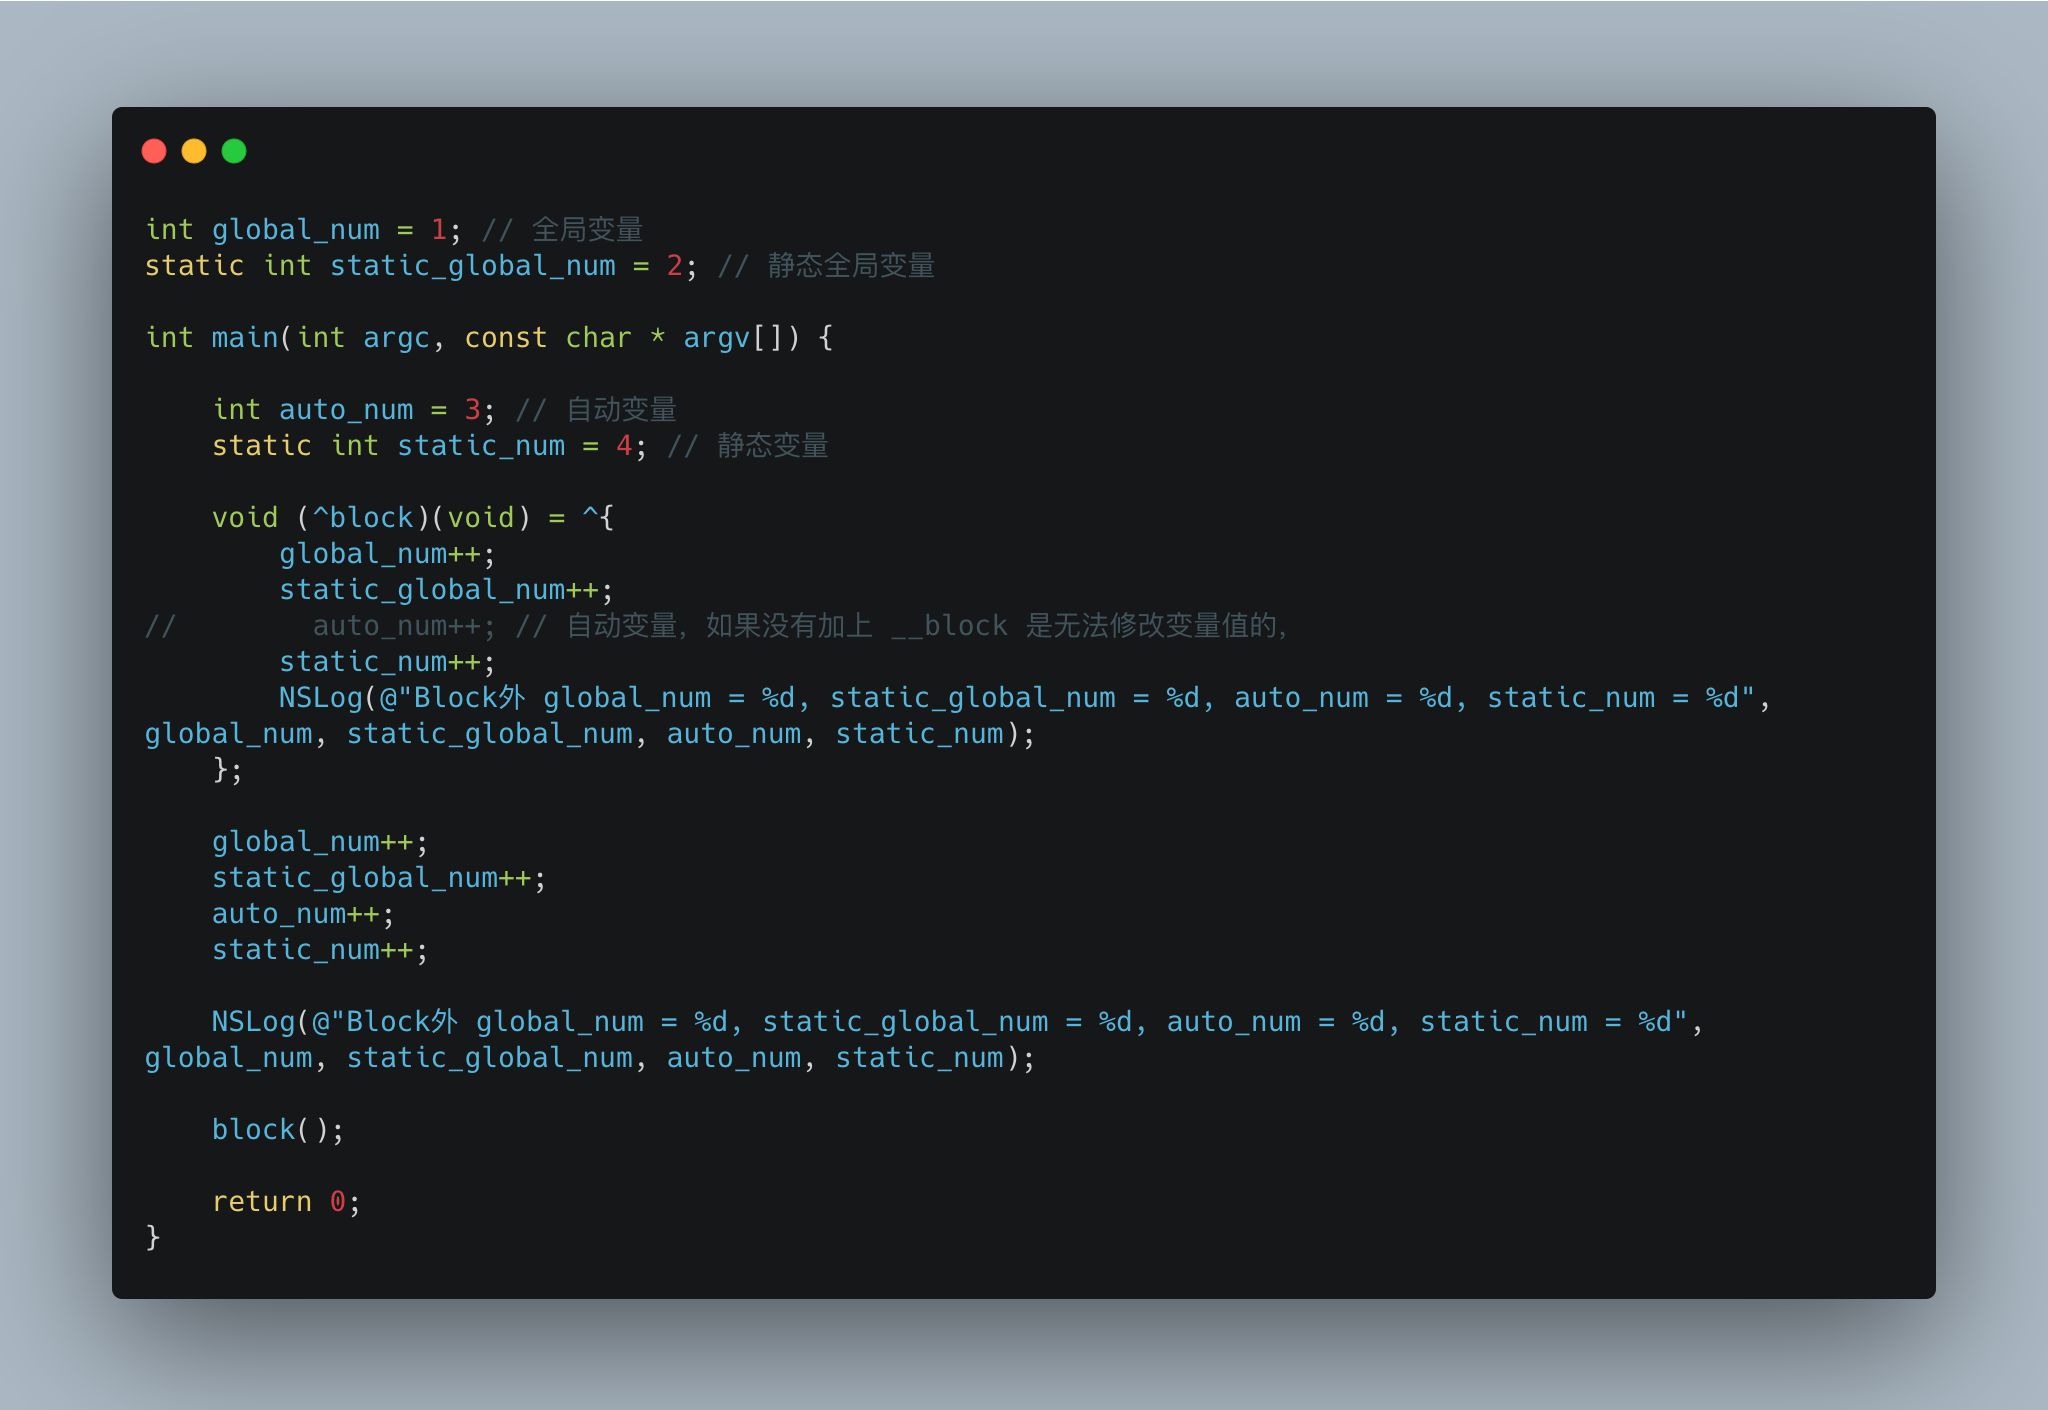 int global_num = 1; // 全局变量
static int static_global_num = 2; // 静态全局变量
int main(int argc, const char * argv[]) {
    int auto_num = 3; // 自动变量
    static int static_num = 4; // 静态变量
    void (^block)(void) = ^{
        global_num++;
        static_global_num++;
//        auto_num++; // 自动变量，如果没有加上 __block 是无法修改变量值的，
        static_num++;
        NSLog(@"Block外 global_num = %d, static_global_num = %d, auto_num = %d, static_num = %d",
global_num, static_global_num, auto_num, static_num);
    };
    global_num++;
    static_global_num++;
    auto_num++;
    static_num++;
    NSLog(@"Block外 global_num = %d, static_global_num = %d, auto_num = %d, static_num = %d",
global_num, static_global_num, auto_num, static_num);
    block();
    return 0;
}